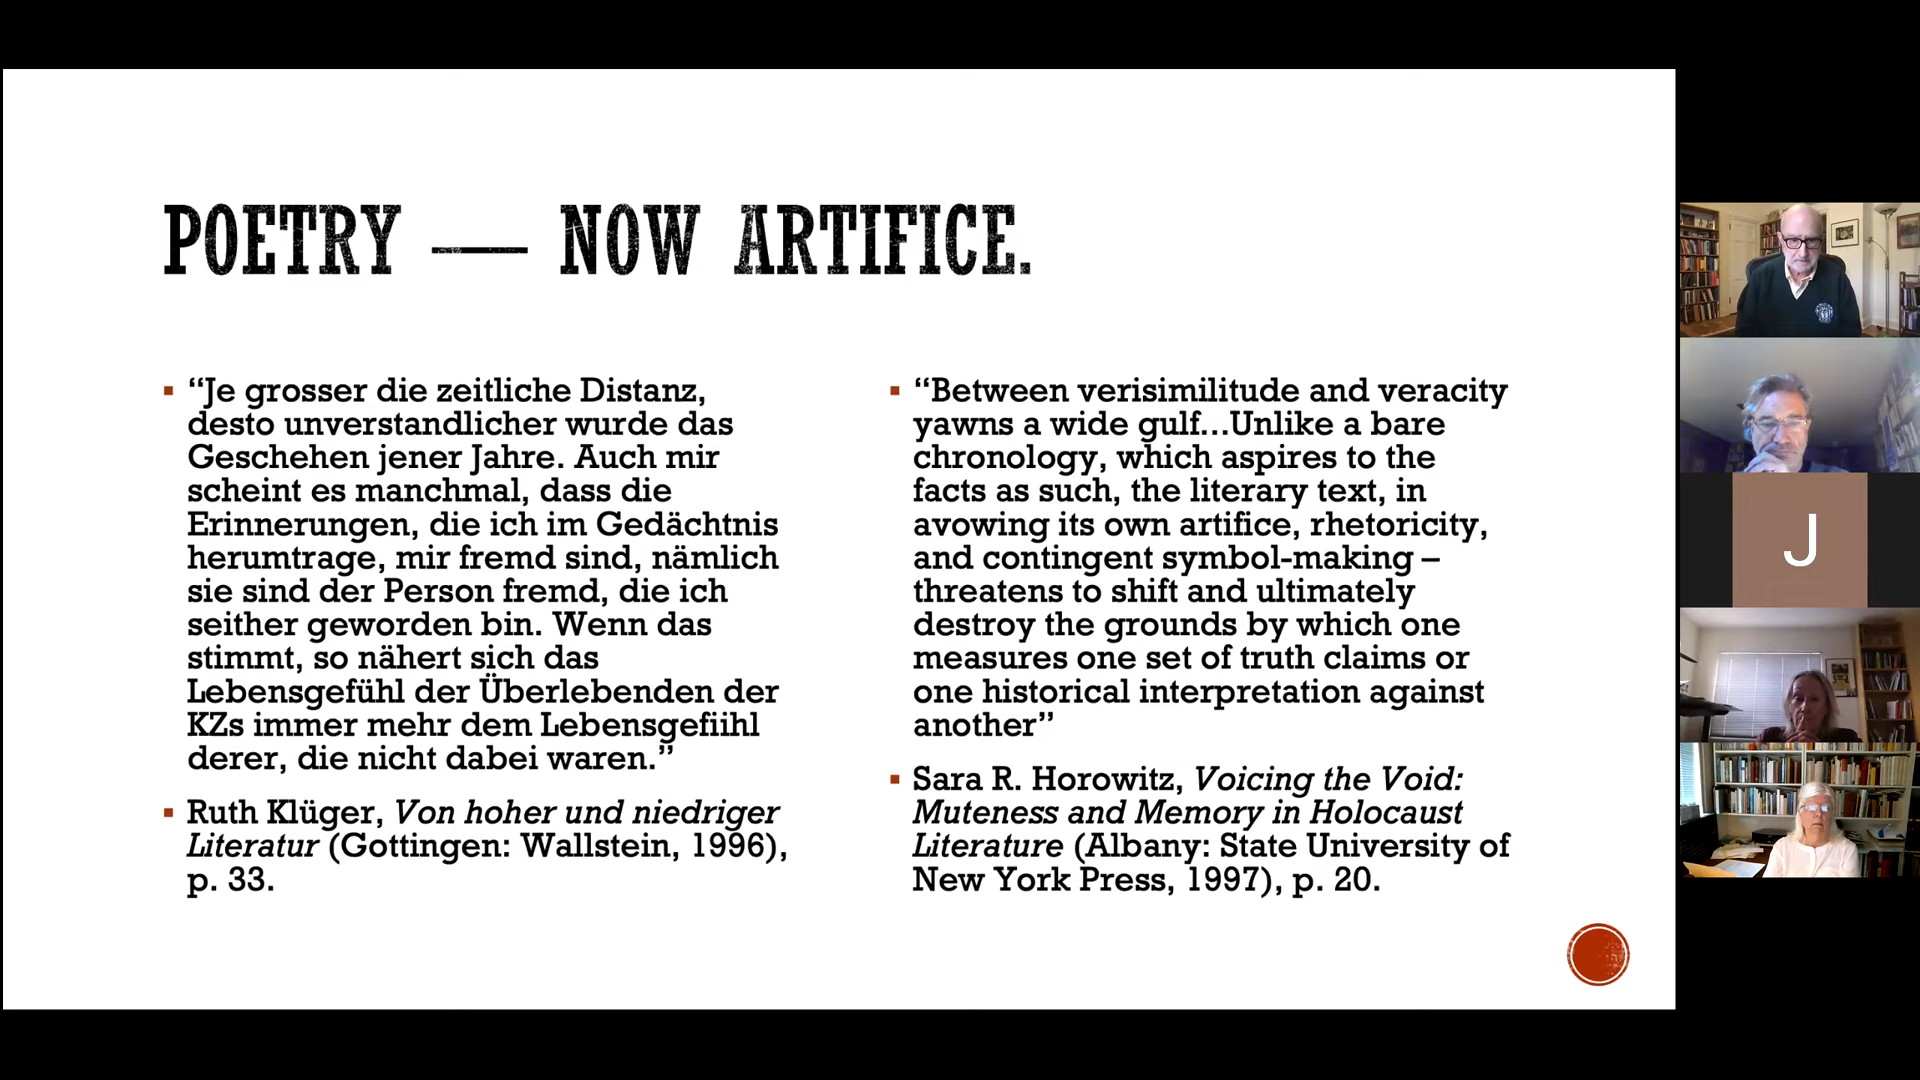 POETRY — NOW ARTIFICE.
“Je grosser die zeitliche Distanz,
desto unverstandlicher wurde das
Geschehen jener Jahre. Auch mir
scheint es manchmal, dass die
Erinnerungen, die ich im Gedächtnis
herumtrage, mir fremd sind, nämlich
sie sind der Person fremd, die ich
seither geworden bin. Wenn das
stimmt, so nähert sich das
Lebensgefühl der Überlebenden der
KZs immer mehr dem Lebensgefiihl
derer, die nicht dabei waren.”
Ruth Klüger, Von hoher und niedriger
Literatur (Gottingen: Wallstein, 1996),
p. 33.
“Between verisimilitude and veracity
yawns a wide gulf...Unlike a bare
chronology, which aspires to the
facts as such, the literary text, in
avowing its own artifice, rhetoricity,
and contingent symbol-making –
threatens to shift and ultimately
destroy the grounds by which one
measures one set of truth claims or
one historical interpretation against
another”
Sara R. Horowitz, Voicing the Void:
Muteness and Memory in Holocaust
Literature (Albany: State University of
New York Press, 1997), p. 20.
J